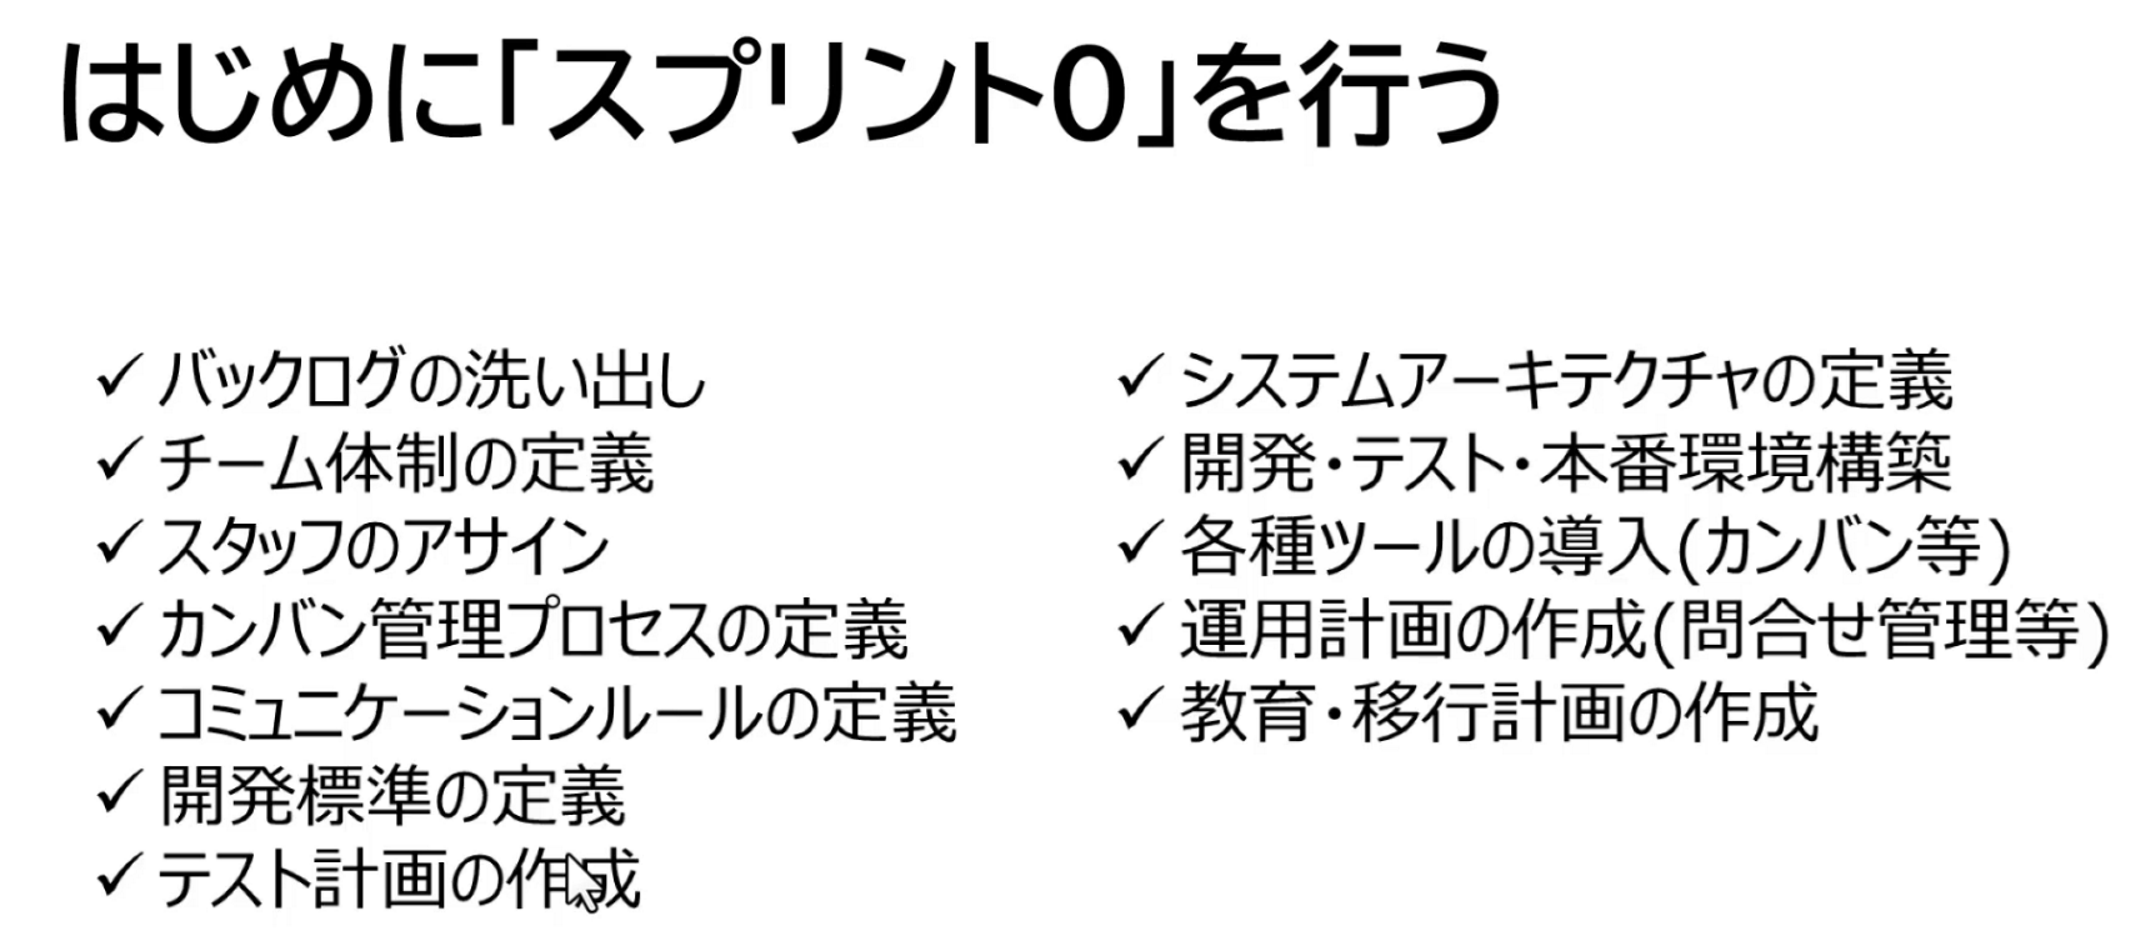 はじめに「スプリント0」を行う
✓ バックログの洗い出し
✓ チーム体制の定義
✓ スタッフのアサイン
✓ カンバン管理プロセスの定義
✓ コミュニケーションルールの定義
✓ 開発標準の定義
✓ テスト計画の作成
✓ システムアーキテクチャの定義
✓ 開発・テスト・本番環境構築
✓ 各種ツールの導入(カンバン等)
✓ 運用計画の作成(問合せ管理等)
✓ 教育・移行計画の作成